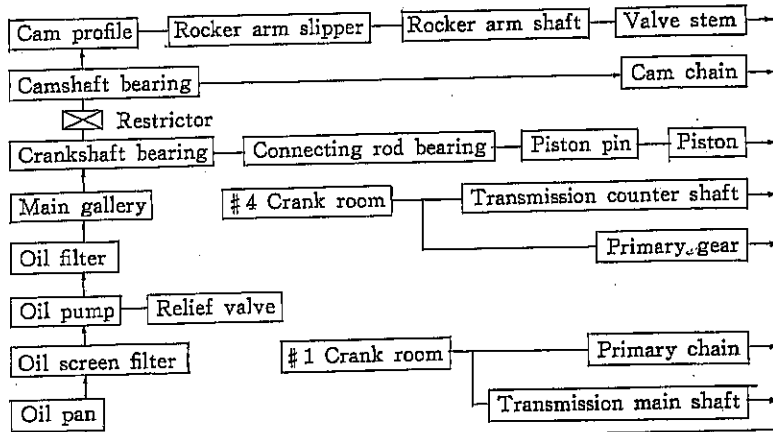 Cam profile
Rocker arm slipper
Rocker arm shaft
Valve stem
Camshaft bearing
Cam chain
Restrictor
Crankshaft bearing
Connecting rod bearing
Piston pin
Piston
Main gallery
#4 Crank room
Transmission counter shaft
Oil filter
Primary gear
Oil pump
Relief valve
Oil screen filter
#1 Crank room
Primary chain
Oil pan
Transmission main shaft